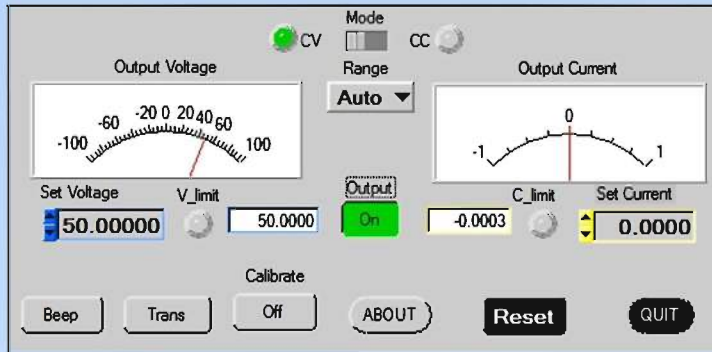 Mode
CV
CC
Output Voltage
Range
Output Current
Auto
-100 -60 -20 0 20 40 60 100
-1 0 1
Set Voltage
V_limit
Output
C_limit
Set Current
50.00000
50.0000
On
-0.0003
0.0000
Calibrate
Beep
Trans
Off
ABOUT
Reset
QUIT